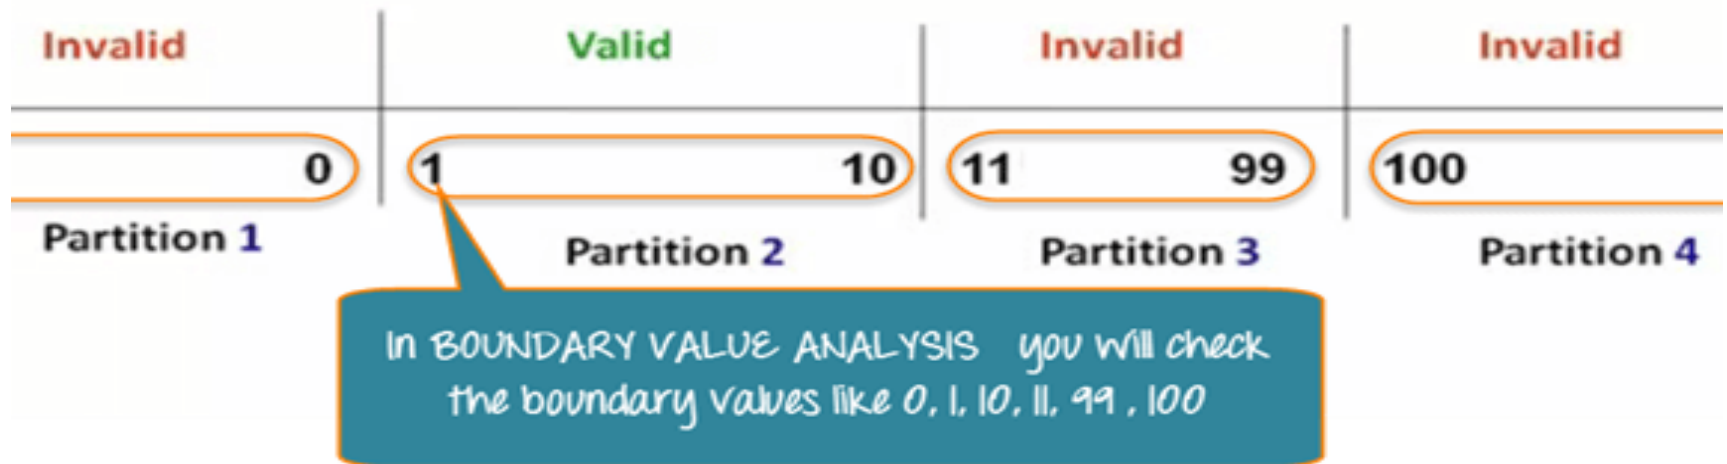 Invalid Valid Invalid Invalid
0 1 10 11 99 100
Partition 1 Partition 2 Partition 3 Partition 4
In BOUNDARY VALUE ANALYSIS you will check
the boundary values like 0, 1, 10, 11, 99 , 100